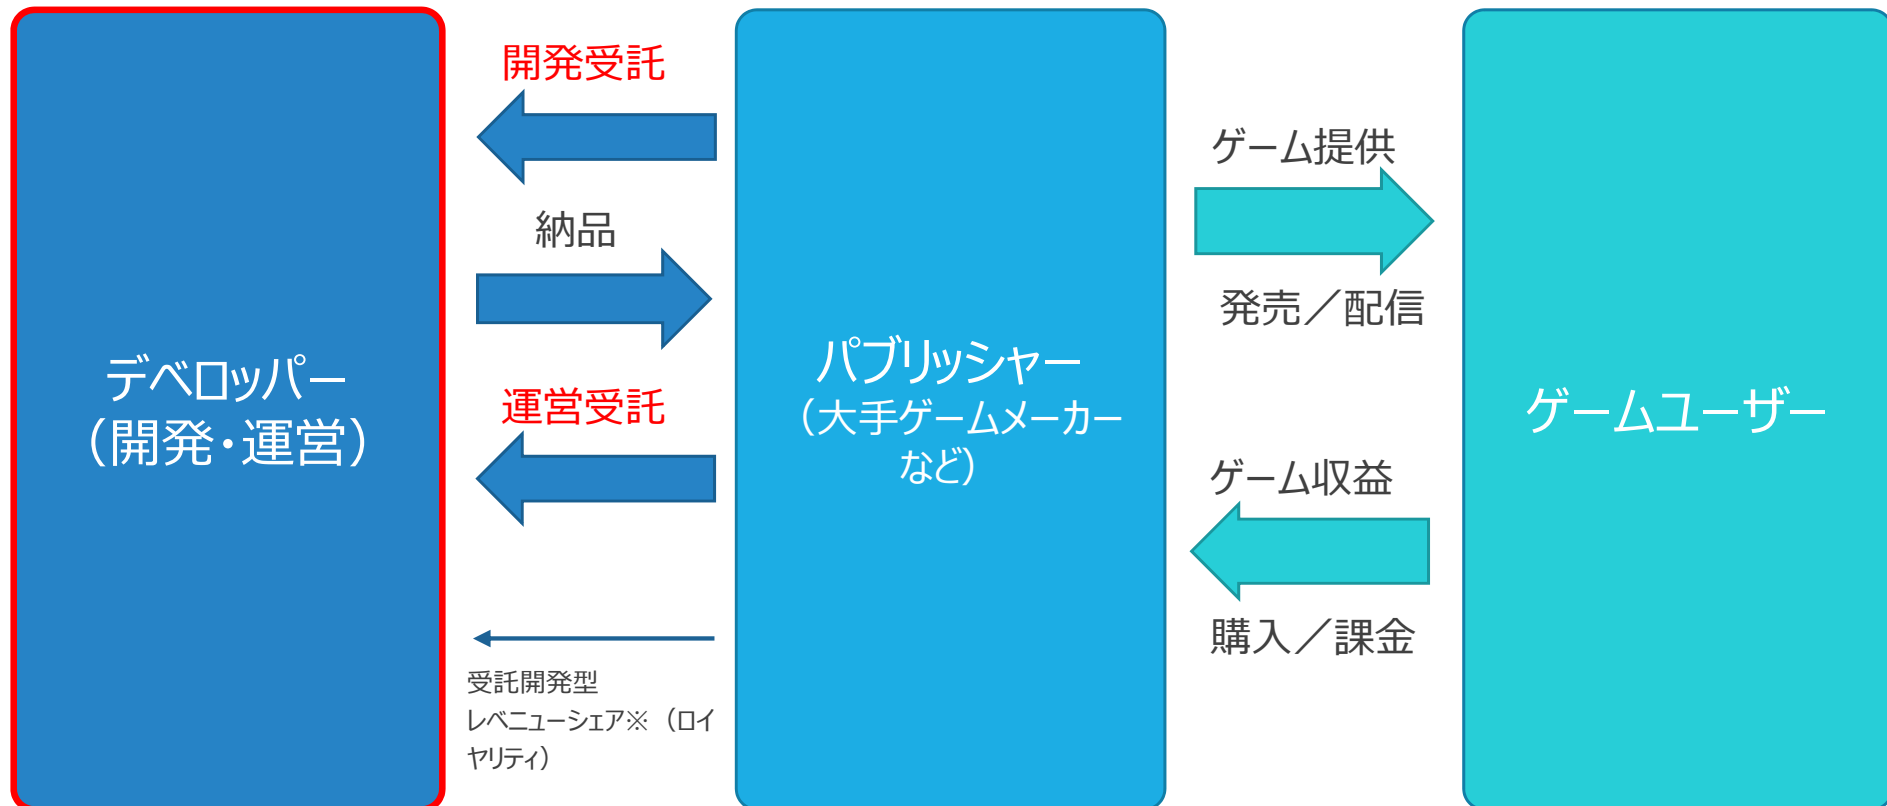 デベロッパー
（開発・運営）
開発受託
納品
運営受託
受託開発型
レベニューシェア※（ロイ
ヤリティ）
パブリッシャー
（大手ゲームメーカー
など）
ゲーム提供
発売／配信
ゲーム収益
購入／課金
ゲームユーザー